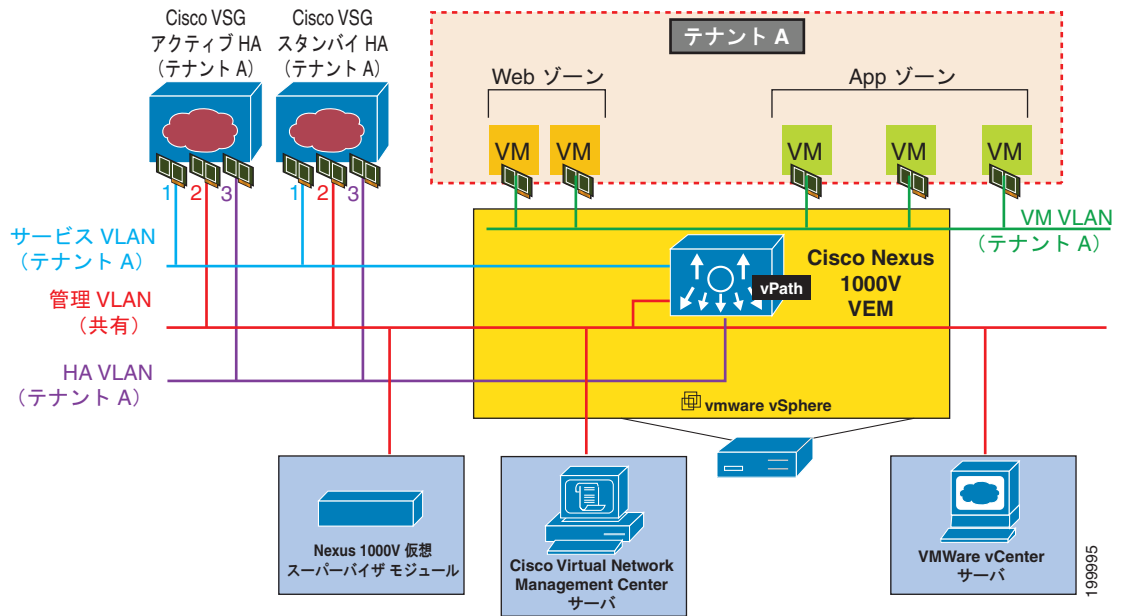 Cisco VSG
アクティブ HA
（テナント A）
Cisco VSG
スタンバイ HA
（テナント A）
テナント A
Web ゾーン
App ゾーン
VM
VM
VM
VM
VM
1
2
3
1
2
3
サービス VLAN
（テナント A）
VM VLAN
（テナント A）
Cisco Nexus
1000V
VEM
vPath
管理 VLAN
（共有）
HA VLAN
（テナント A）
vmware vSphere
Nexus 1000V 仮想
スーパーバイザ モジュール
Cisco Virtual Network
Management Center
サーバ
VMWare vCenter
サーバ
199995